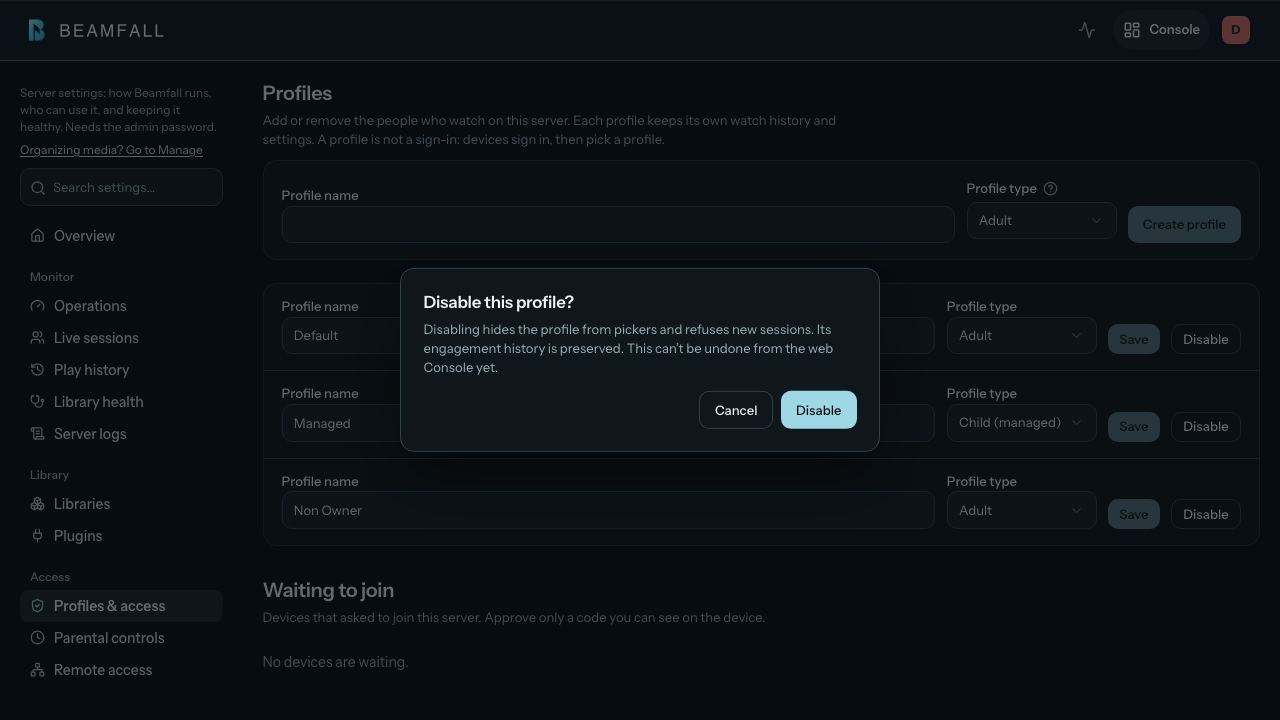 BEAMFALL
Console
D
Server settings: how Beamfall runs,
who can use it, and keeping it
healthy. Needs the admin password.
Organizing media? Go to Manage
Search settings...
Overview
Monitor
Operations
Live sessions
Play history
Library health
Server logs
Library
Libraries
Plugins
Access
Profiles & access
Parental controls
Remote access
Profiles
Add or remove the people who watch on this server. Each profile keeps its own watch history and
settings. A profile is not a sign-in: devices sign in, then pick a profile.
Profile name
Profile type
Adult
Create profile
Profile name
Profile type
Default
Adult
Save
Disable
Profile name
Profile type
Managed
Child (managed)
Save
Disable
Profile name
Profile type
Non Owner
Adult
Save
Disable
Disable this profile?
Disabling hides the profile from pickers and refuses new sessions. Its
engagement history is preserved. This can't be undone from the web
Console yet.
Cancel
Disable
Waiting to join
Devices that asked to join this server. Approve only a code you can see on the device.
No devices are waiting.